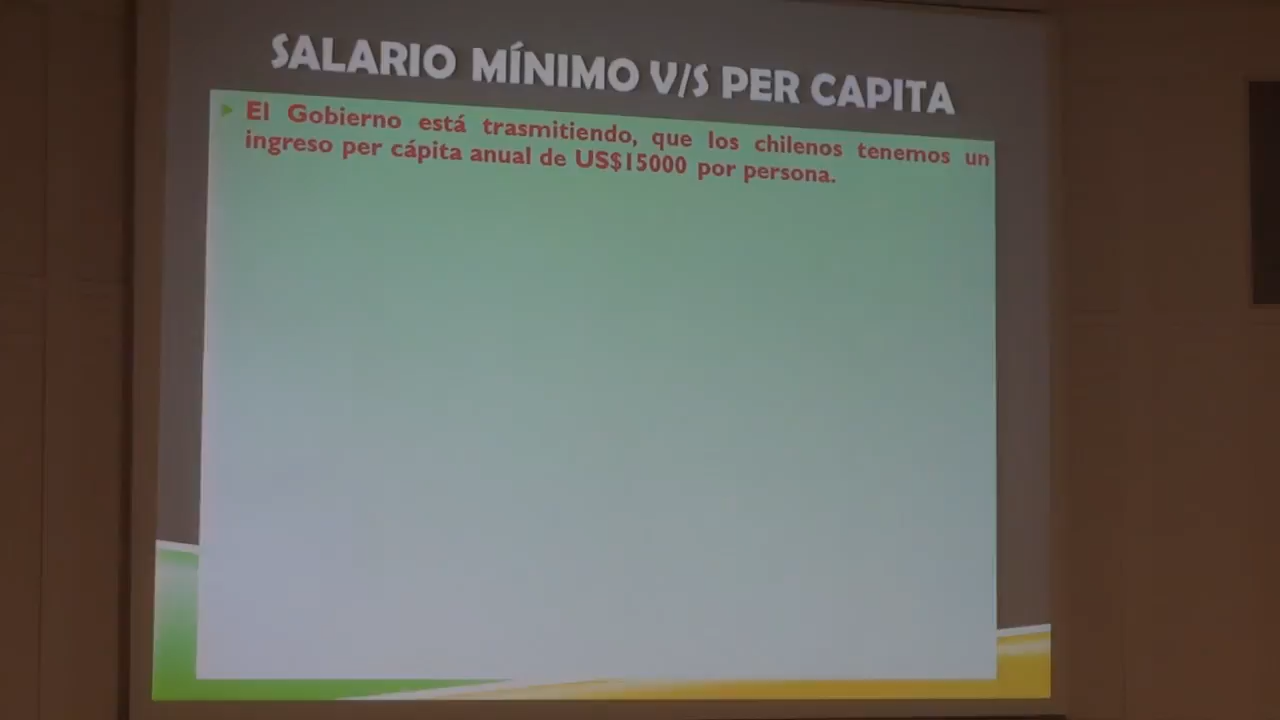 SALARIO MÍNIMO V/S PER CAPITA
El Gobierno está trasmitiendo, que los chilenos tenemos un
ingreso per cápita anual de US$15000 por persona.